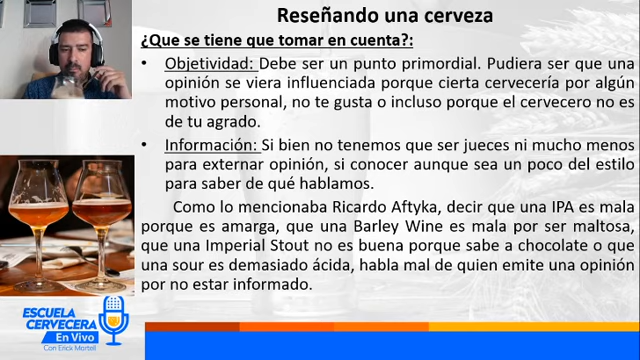 Reseñando una cerveza
¿Que se tiene que tomar en cuenta?:
• Objetividad: Debe ser un punto primordial. Pudiera ser que una
opinión se viera influenciada porque cierta cervecería por algún
motivo personal, no te gusta o incluso porque el cervecero no es
de tu agrado.
• Información: Si bien no tenemos que ser jueces ni mucho menos
para externar opinión, si conocer aunque sea un poco del estilo
para saber de qué hablamos.
Como lo mencionaba Ricardo Aftyka, decir que una IPA es mala
porque es amarga, que una Barley Wine es mala por ser maltosa,
que una Imperial Stout no es buena porque sabe a chocolate o que
una sour es demasiado ácida, habla mal de quien emite una opinión
por no estar informado.
ESCUELA
CERVECERA
En Vivo
Con Erick Martell